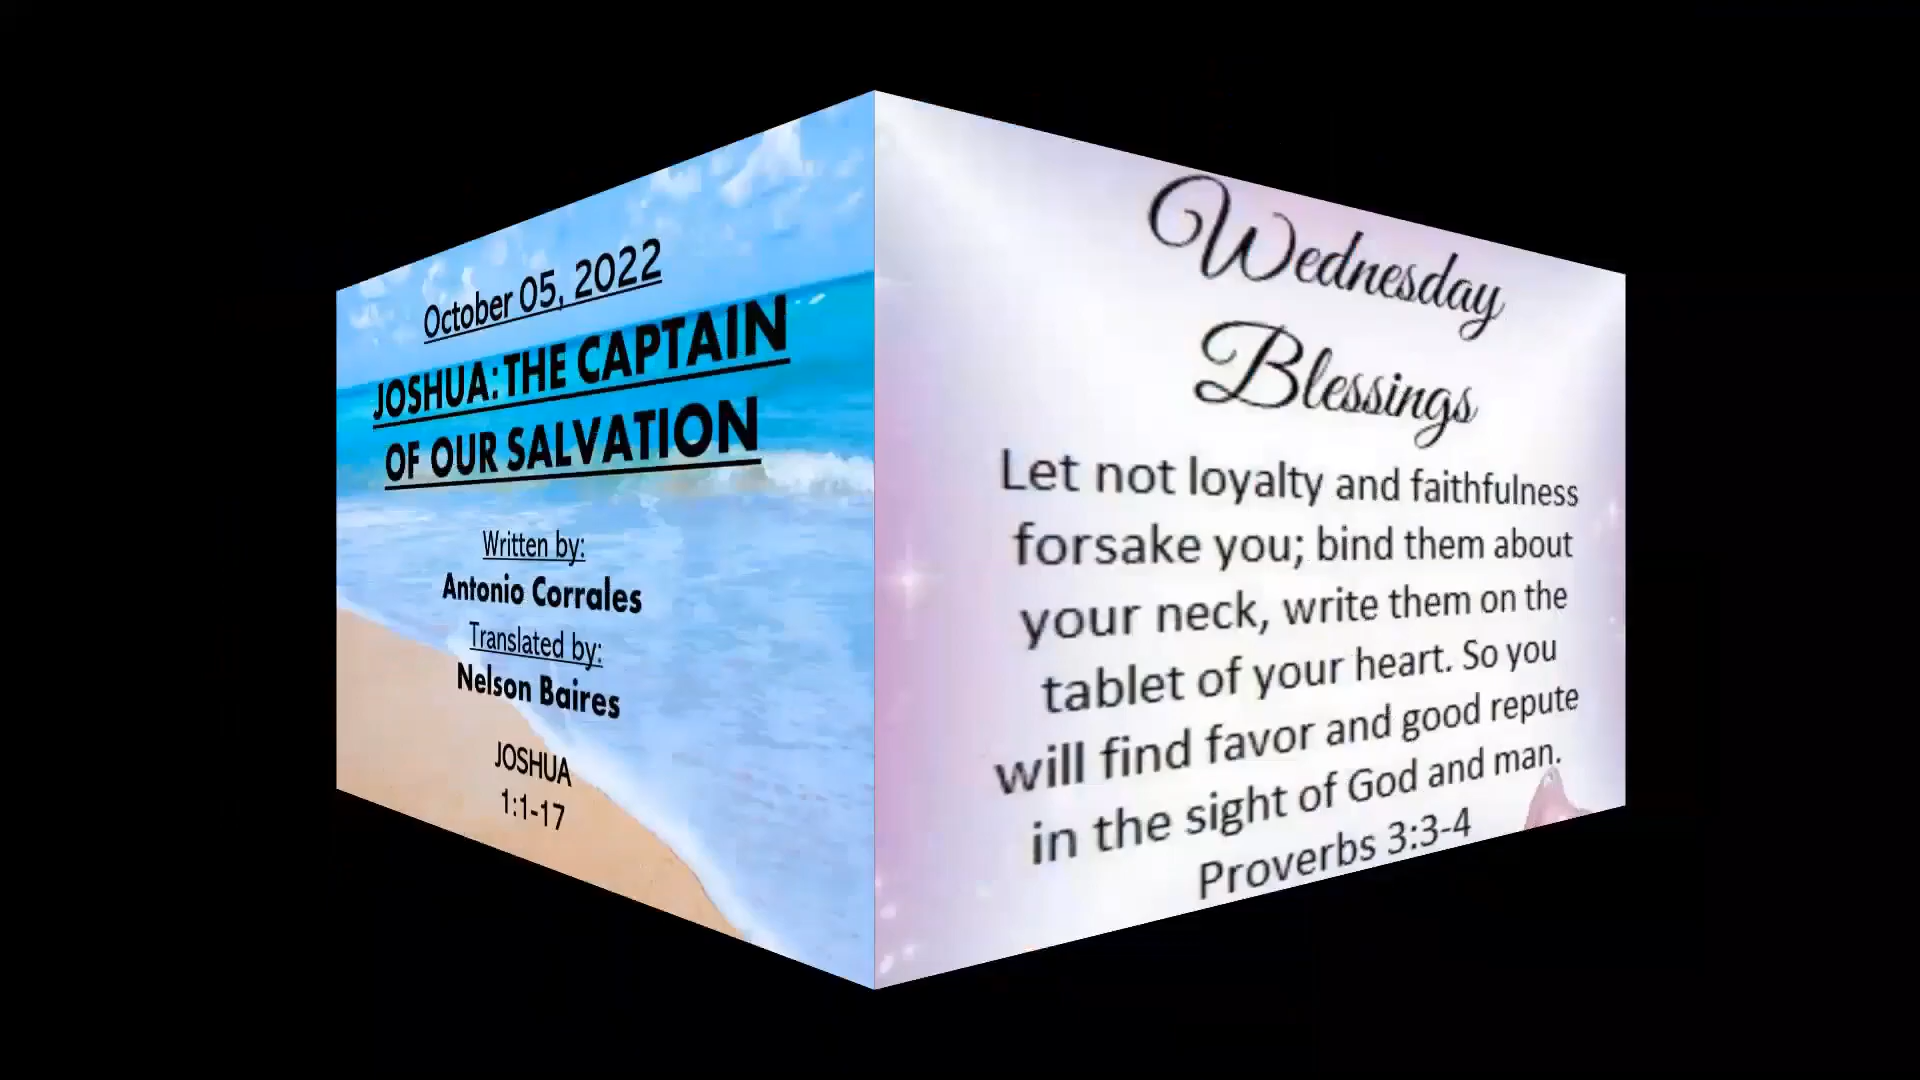 October 05, 2022
JOSHUA: THE CAPTAIN
OF OUR SALVATION
Written by:
Antonio Corrales
Translated by:
Nelson Baires
JOSHUA
1:1-17
Wednesday
Blessings
Let not loyalty and faithfulness
forsake you; bind them about
your neck, write them on the
tablet of your heart. So you
will find favor and good repute
in the sight of God and man.
Proverbs 3:3-4